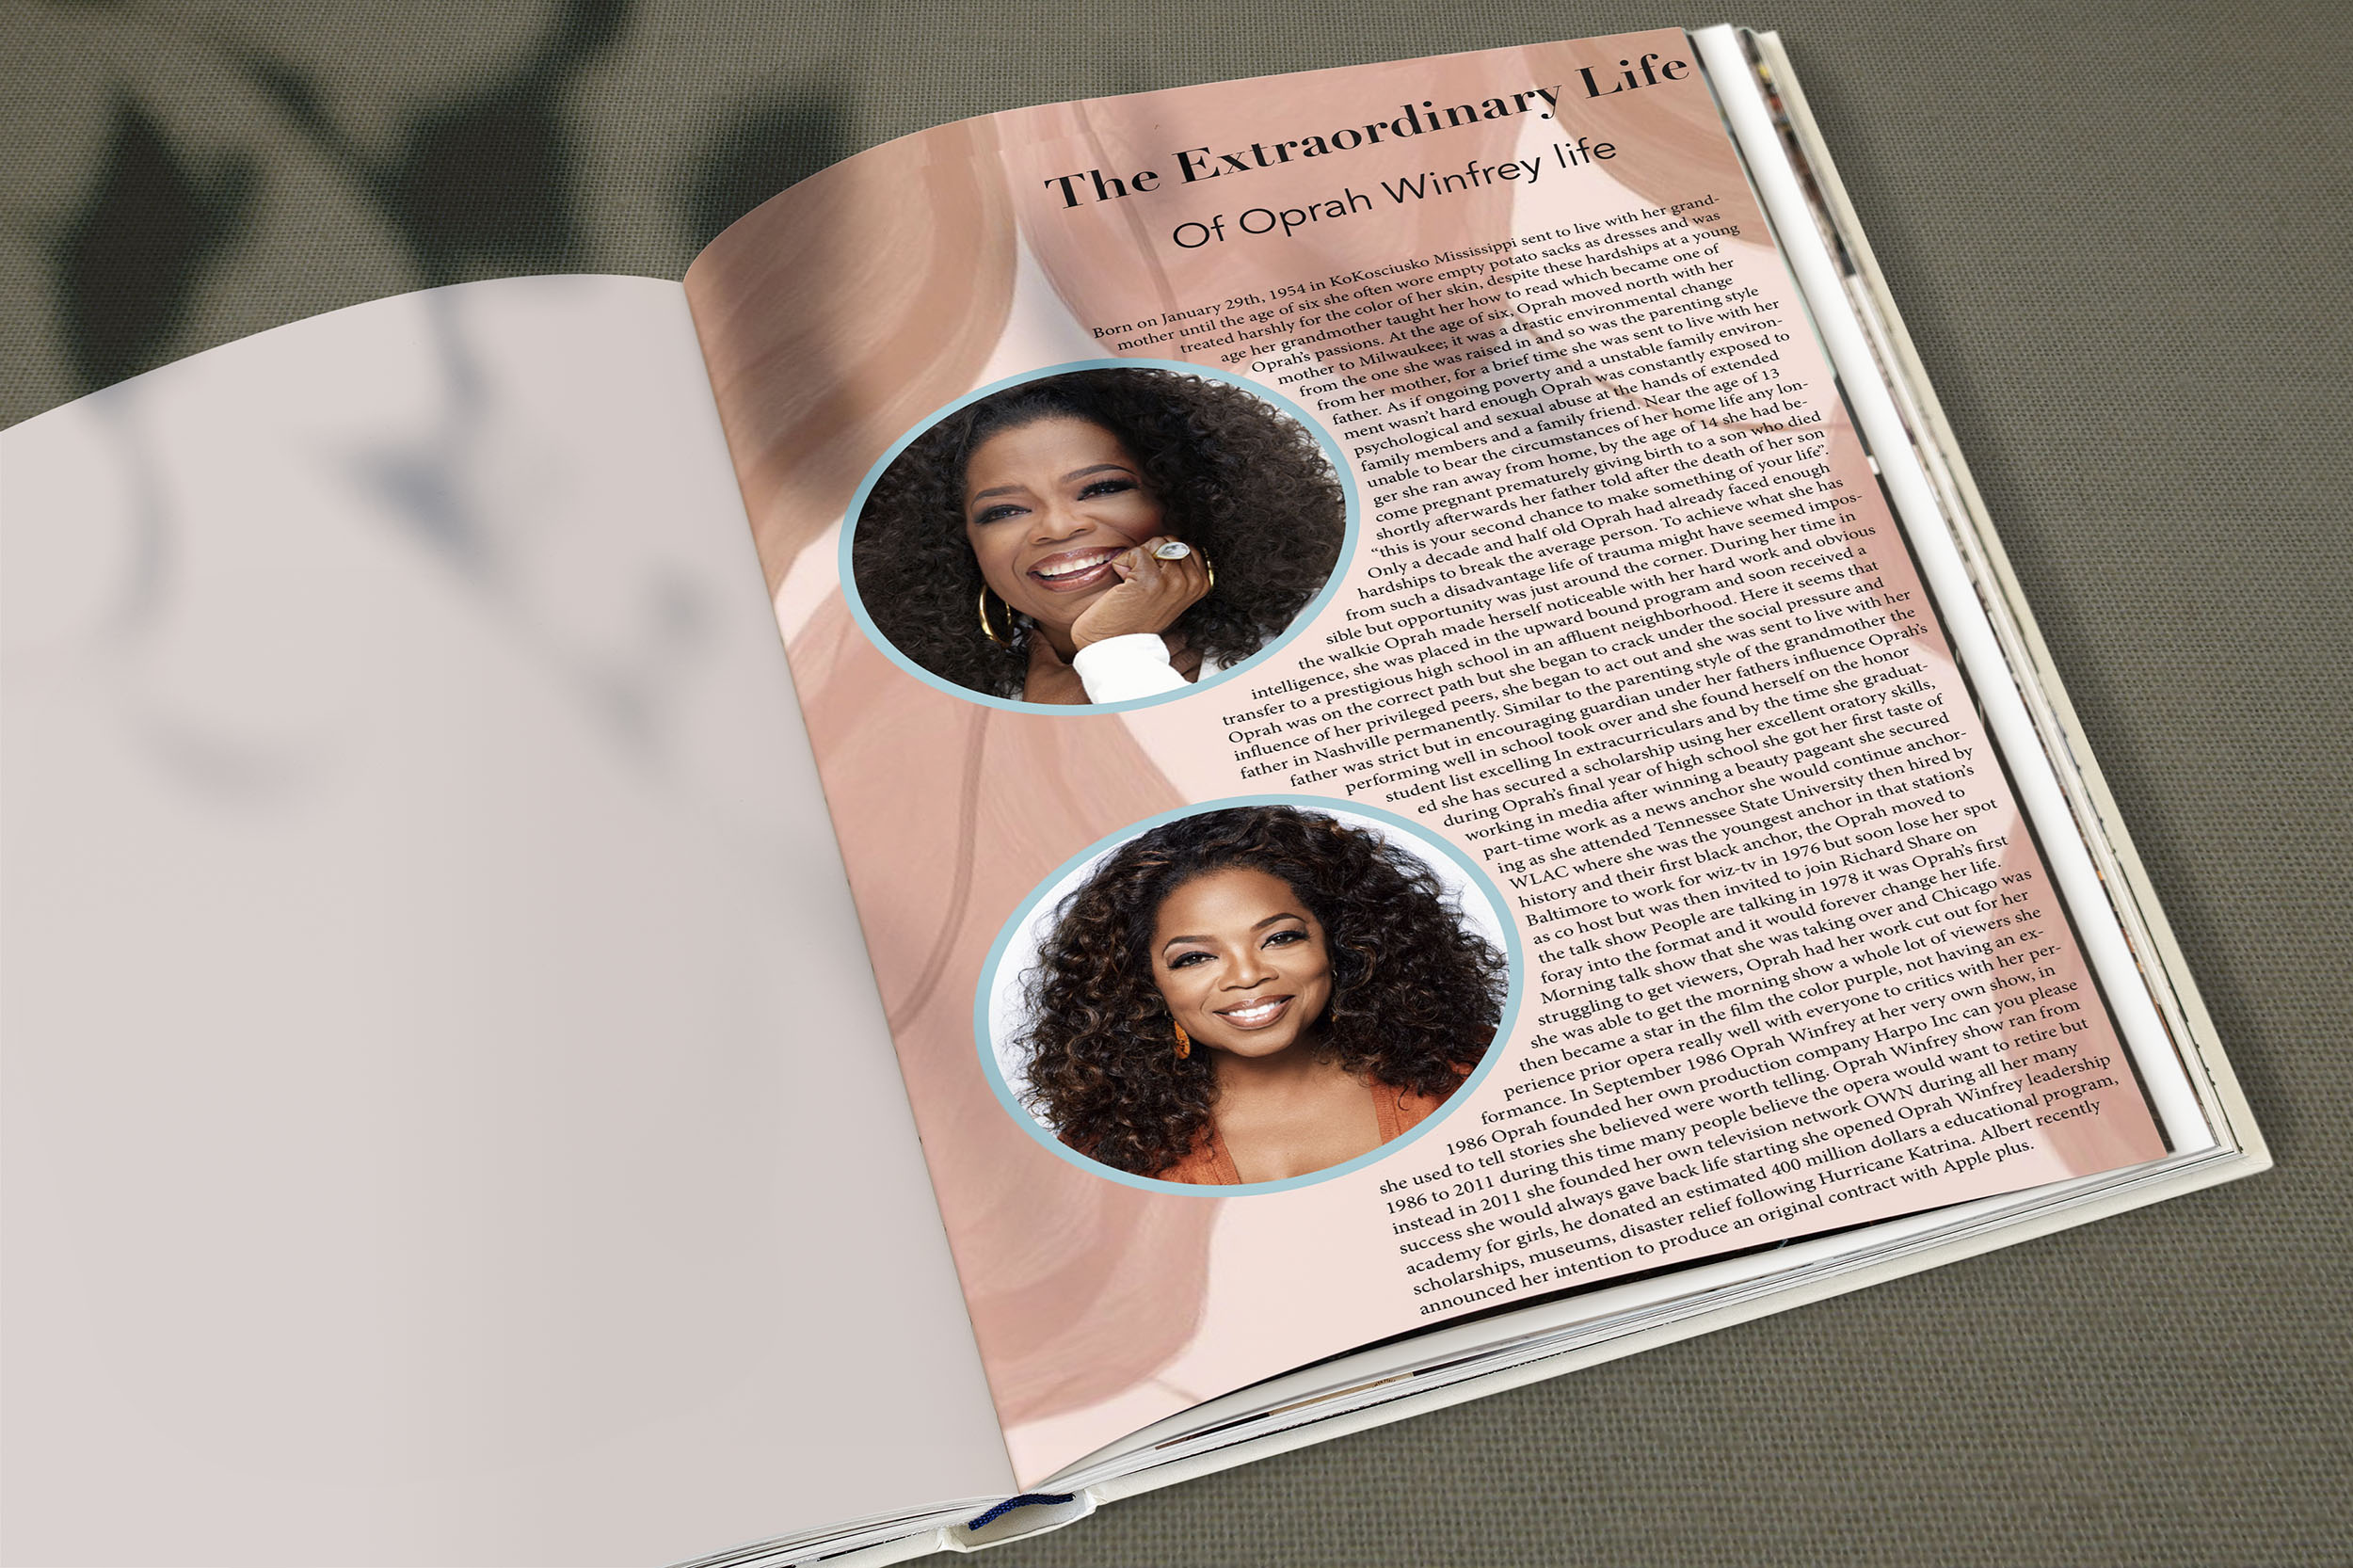 The Extraordinary Life
Of Oprah Winfrey life
Born on January 29th, 1954 in KoKosciusko Mississippi sent to live with her grand-
mother until the age of six she often wore empty potato sacks as dresses and was
treated harshly for the color of her skin, despite these hardships at a young
age her grandmother taught her how to read which became one of
Oprah's passions. At the age of six, Oprah moved north with her
mother to Milwaukee; it was a drastic environmental change
from the one she was raised in and so was the parenting style
from her mother, for a brief time she was sent to live with her
father. As if ongoing poverty and a unstable family environ-
ment wasn't hard enough Oprah was constantly exposed to
psychological and sexual abuse at the hands of extended
family members and a family friend. Near the age of 13
unable to bear the circumstances of her home life any lon-
ger she ran away from home, by the age of 14 she had be-
come pregnant prematurely giving birth to a son who died
shortly afterwards her father told after the death of her son
“this is your second chance to make something of your life”.
Only a decade and half old Oprah had already faced enough
hardships to break the average person. To achieve what she has
from such a disadvantage life of trauma might have seemed impos-
sible but opportunity was just around the corner. During her time in
the walkie Oprah made herself noticeable with her hard work and obvious
intelligence, she was placed in the upward bound program and soon received a
transfer to a prestigious high school in an affluent neighborhood. Here it seems that
Oprah was on the correct path but she began to crack under the social pressure and
influence of her privileged peers, she began to act out and she was sent to live with her
father in Nashville permanently. Similar to the parenting style of the grandmother the
father was strict but in encouraging guardian under her fathers influence Oprah's
performing well in school took over and she found herself on the honor
student list excelling In extracurriculars and by the time she graduat-
ed she has secured a scholarship using her excellent oratory skills,
during Oprah's final year of high school she got her first taste of
working in media after winning a beauty pageant she secured
part-time work as a news anchor she would continue anchor-
ing as she attended Tennessee State University then hired by
WLAC where she was the youngest anchor in that station's
history and their first black anchor, the Oprah moved to
Baltimore to work for wiz-tv in 1976 but soon lose her spot
as co host but was then invited to join Richard Share on
the talk show People are talking in 1978 it was Oprah's first
foray into the format and it would forever change her life.
Morning talk show that she was taking over and Chicago was
struggling to get viewers, Oprah had her work cut out for her
she was able to get the morning show a whole lot of viewers she
then became a star in the film the color purple, not having an ex-
perience prior opera really well with everyone to critics with her per-
formance. In September 1986 Oprah Winfrey at her very own show, in
1986 Oprah founded her own production company Harpo Inc can you please
she used to tell stories she believed were worth telling. Oprah Winfrey show ran from
1986 to 2011 during this time many people believe the opera would want to retire but
instead in 2011 she founded her own television network OWN during all her many
success she would always gave back life starting she opened Oprah Winfrey leadership
academy for girls, he donated an estimated 400 million dollars a educational program,
scholarships, museums, disaster relief following Hurricane Katrina. Albert recently
announced her intention to produce an original contract with Apple plus.